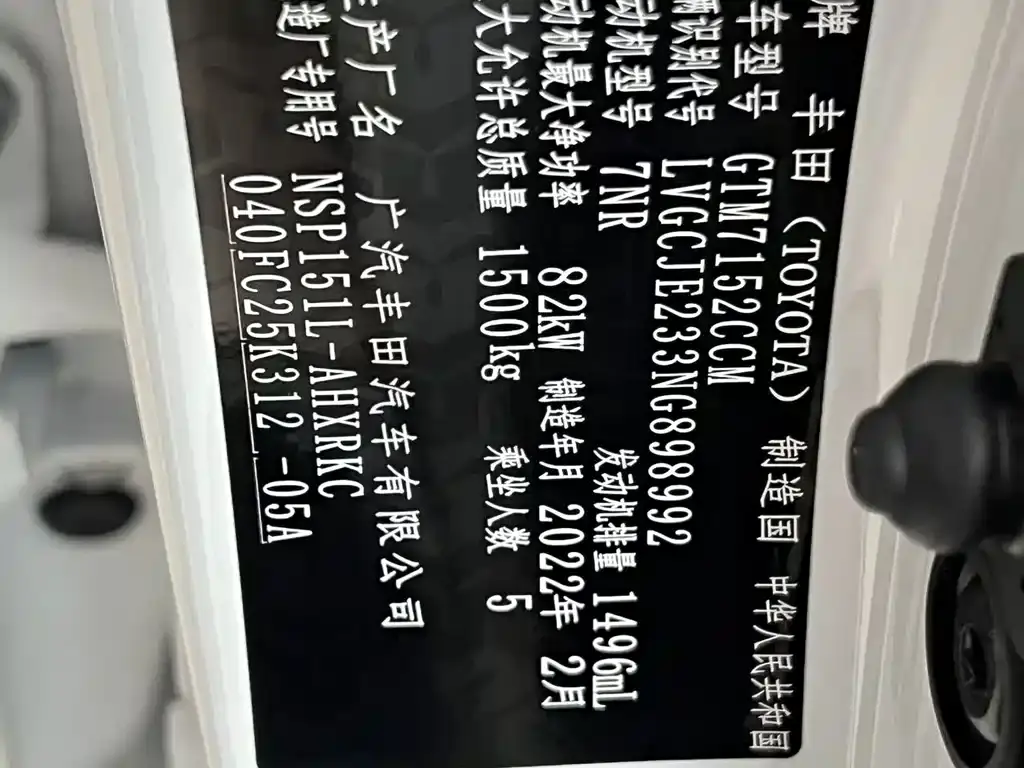 牌 丰田 (TOYOTA) 制造国 中华人民共和国
车型号 GTM7152CCM
辆识别代号 LVGCJE233NG898992
动机型号 7NR 发动机排量 1496mL
动机最大净功率 82kW 制造年月 2022年 2月
大允许总质量 1500kg 乘坐人数 5
生产厂名 广汽丰田汽车有限公司
造厂专用号 NSP151L-AHXRKC
040FC25K312 -05A